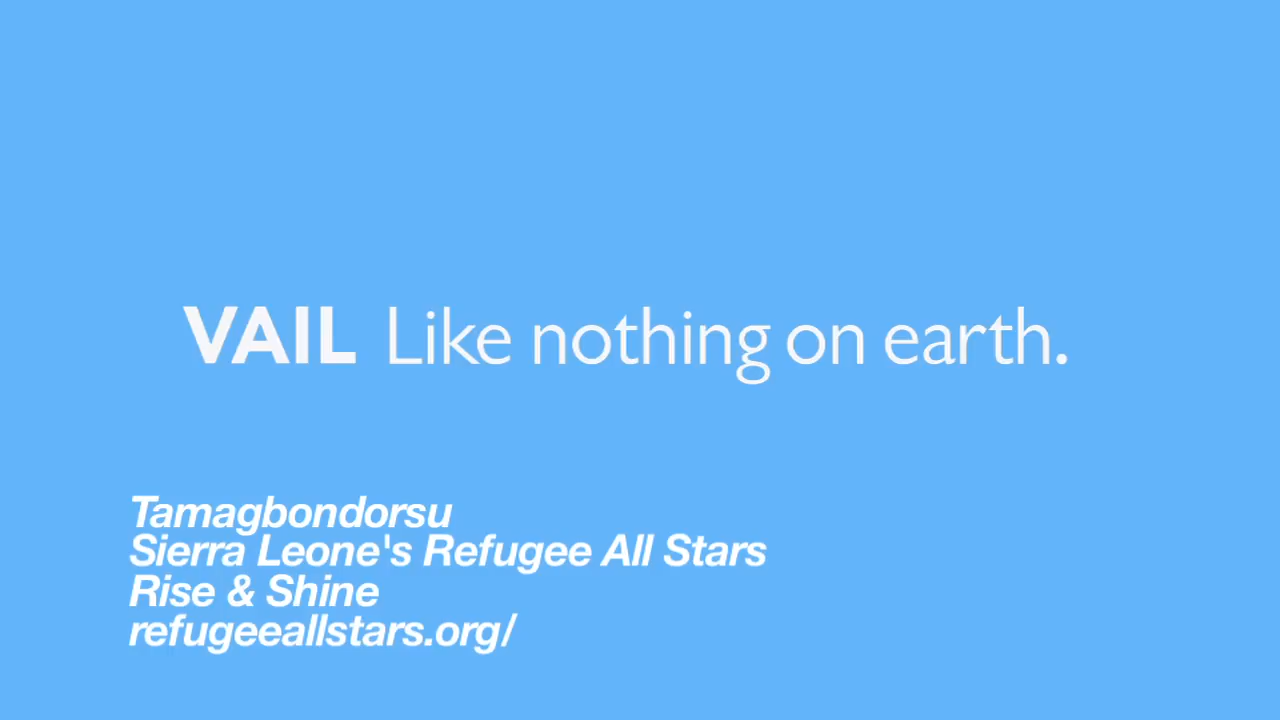 VAIL Like nothing on earth.
Tamagbondorsu
Sierra Leone's Refugee All Stars
Rise & Shine
refugeeallstars.org/